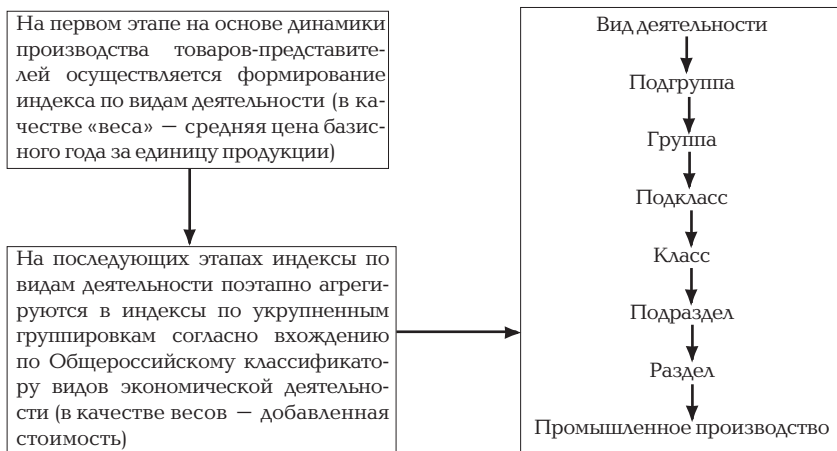 На первом этапе на основе динамики
производства товаров-представите-
лей осуществляется формирование
индекса по видам деятельности (в ка-
честве «веса» — средняя цена базис-
ного года за единицу продукции)
На последующих этапах индексы по
видам деятельности поэтапно агреги-
руются в индексы по укрупненным
группировкам согласно вхождению
по Общероссийскому классификато-
ру видов экономической деятельно-
сти (в качестве весов — добавленная
стоимость)
Вид деятельности
Подгруппа
Группа
Подкласс
Класс
Подраздел
Раздел
Промышленное производство